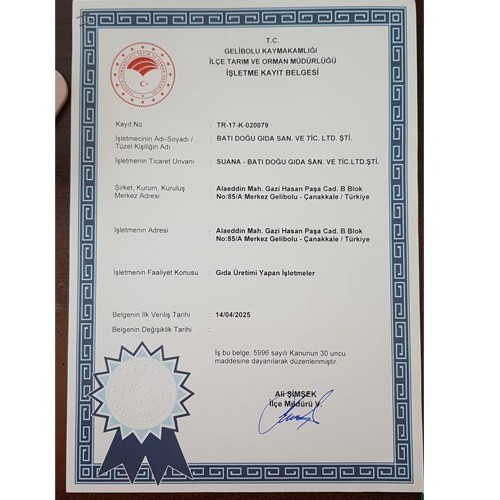 T.C.
GELİBOLU KAYMAKAMLIĞI
İLÇE TARIM VE ORMAN MÜDÜRLÜĞÜ
İŞLETME KAYIT BELGESİ
Kayıt No : TR-17-K-020079
İşletmecinin Adı-Soyadı / : BATI DOĞU GIDA SAN. VE TİC. LTD. ŞTİ.
Tüzel Kişiliğin Adı
İşletmenin Ticaret Unvanı : SUANA - BATI DOĞU GIDA SAN. VE TİC.LTD.ŞTİ.
Şirket, Kurum, Kuruluş : Alaeddin Mah. Gazi Hasan Paşa Cad. B Blok
Merkez Adresi No:85/A Merkez Gelibolu - Çanakkale / Türkiye
İşletmenin Adresi : Alaeddin Mah. Gazi Hasan Paşa Cad. B Blok
No:85/A Merkez Gelibolu - Çanakkale / Türkiye
İşletmenin Faaliyet Konusu : Gıda Üretimi Yapan İşletmeler
Belgenin İlk Veriliş Tarihi : 14/04/2025
Belgenin Değişiklik Tarihi :
İş bu belge, 5996 sayılı Kanunun 30 uncu
maddesine dayanılarak düzenlenmiştir.
Ali ŞİMŞEK
İlçe Müdürü V.